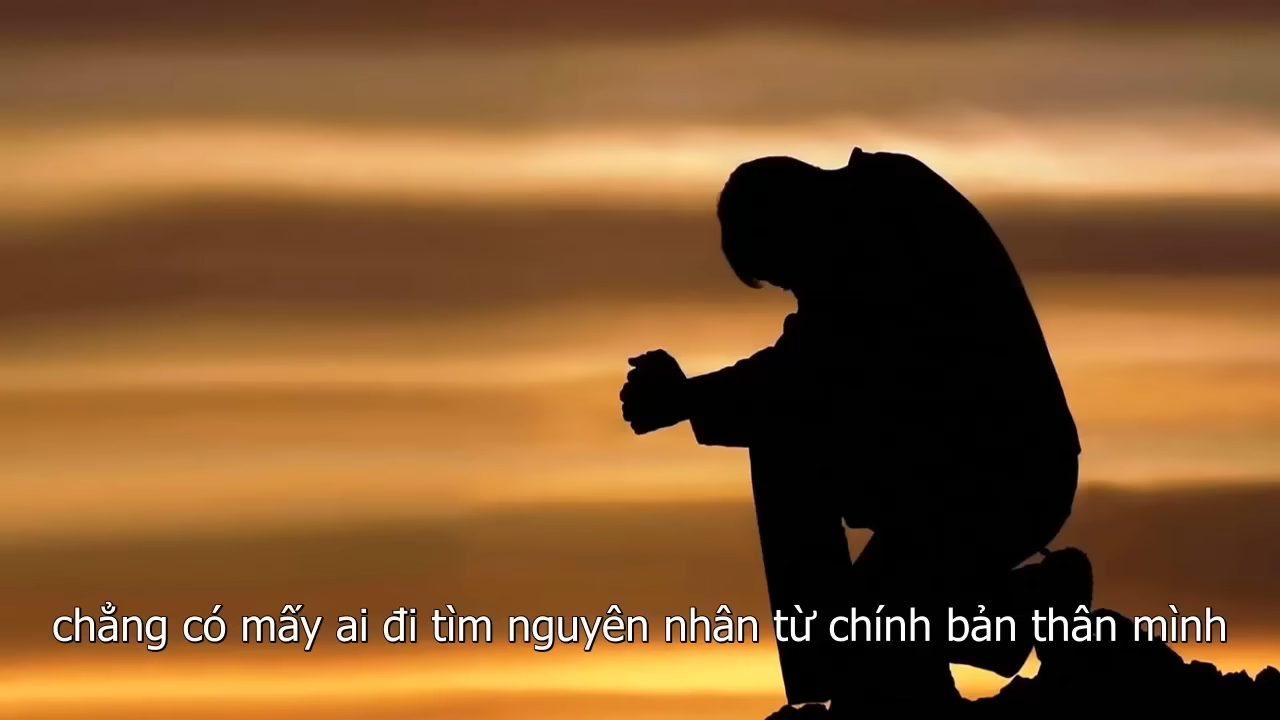 chẳng có mấy ai đi tìm nguyên nhân từ chính bản thân mình